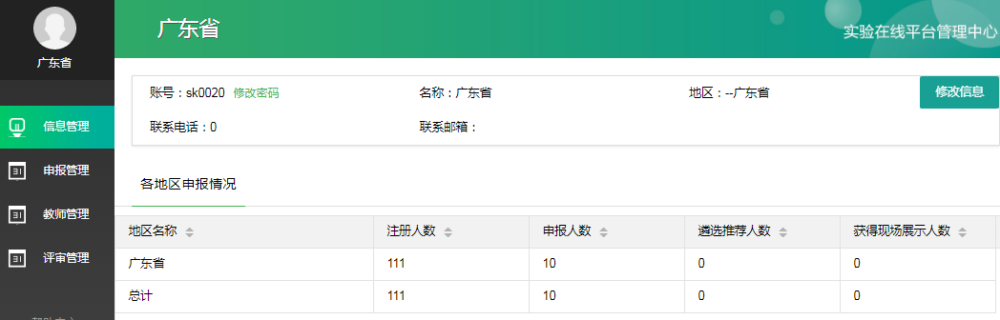 广东省
实验在线平台管理中心
广东省
账号：sk0020 修改密码 名称：广东省 地区：--广东省 修改信息
联系电话：0 联系邮箱：
信息管理
申报管理
教师管理
评审管理
各地区申报情况
地区名称 注册人数 申报人数 遴选推荐人数 获得现场展示人数
广东省 111 10 0 0
总计 111 10 0 0